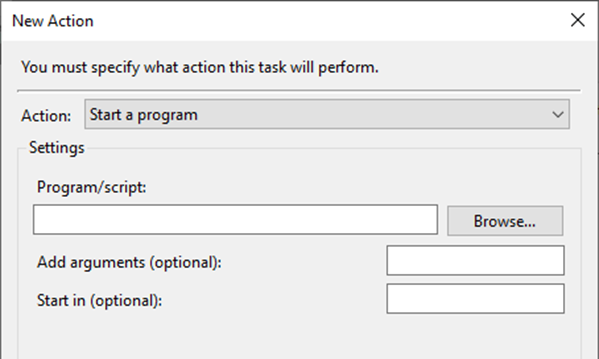 New Action
You must specify what action this task will perform.
Action: Start a program
Settings
Program/script:
Browse...
Add arguments (optional):
Start in (optional):